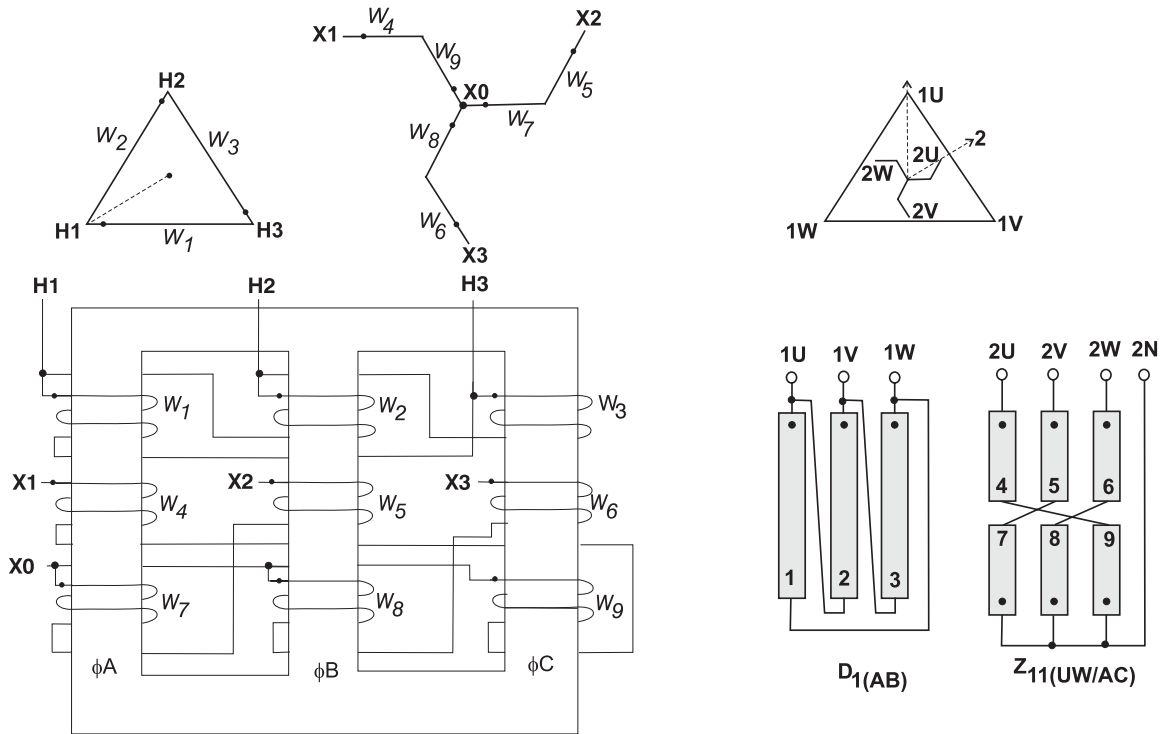 X1
W4
X2
W9
X0
W5
W7
W8
W6
X3
H2
W2
W3
H1
W1
H3
1U
2
2U
2W
2V
1W
1V
H1
H2
H3
W1
W2
W3
X1
X2
X3
W4
W5
W6
X0
W7
W8
W9
ϕA
ϕB
ϕC
1U 1V 1W
1 2 3
D1(AB)
2U 2V 2W 2N
4 5 6
7 8 9
Z11(UW/AC)